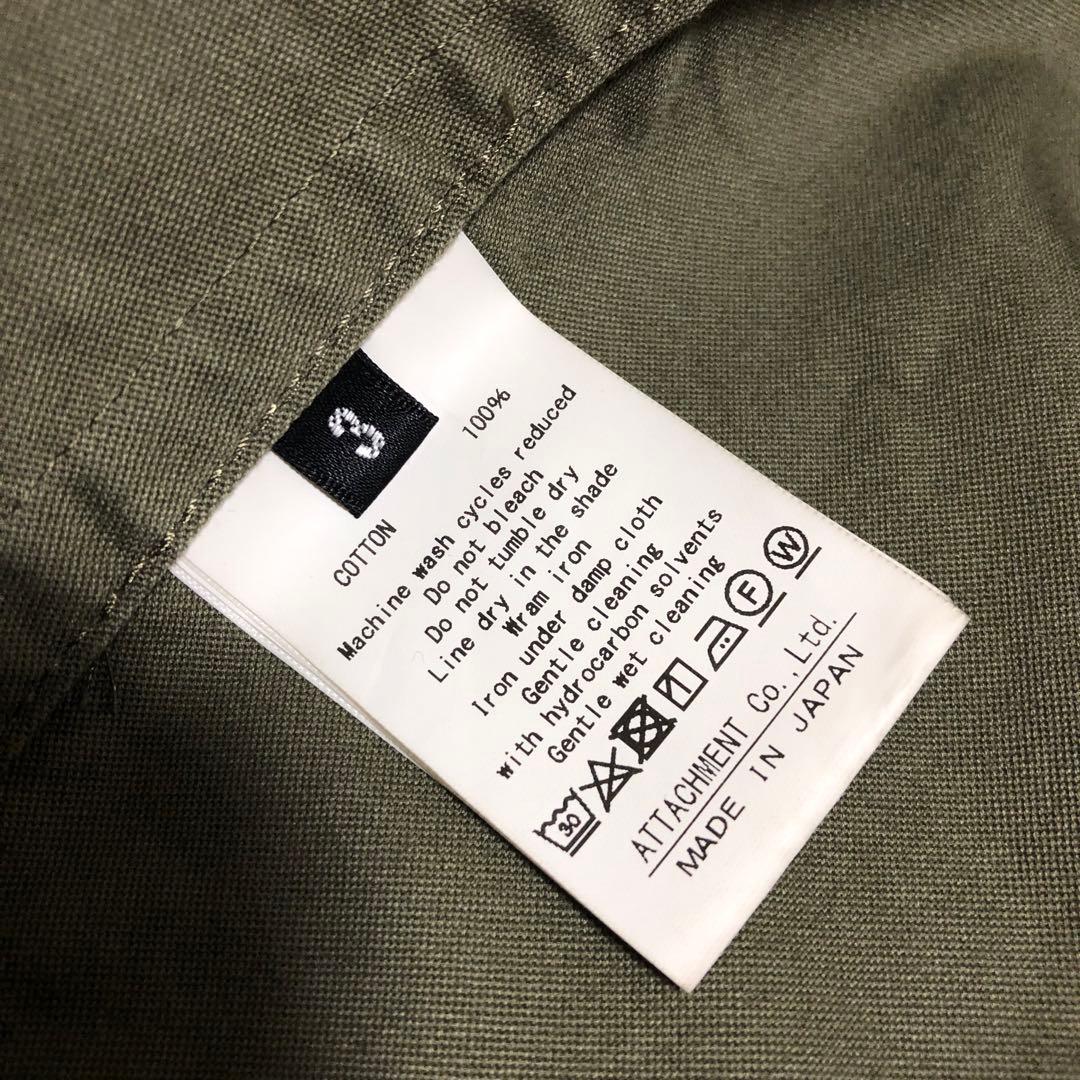 3
COTTON 100%
Machine wash cycles reduced
Do not bleach
Do not tumble dry
Line dry in the shade
Wram iron
Iron under damp cloth
Gentle cleaning
with hydrocarbon solvents
Gentle wet cleaning
30 F W
ATTACHMENT Co.,Ltd.
MADE IN JAPAN